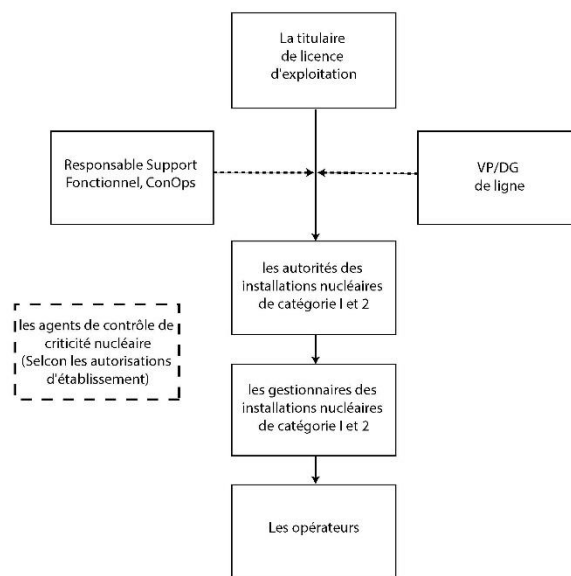 La titulaire
de licence
d'exploitation
Responsable Support
Fonctionnel, ConOps
VP/DG
de ligne
les autorités des
installations nucléaires
de catégorie I et 2
les agents de contrôle de
criticité nucléaire
(Selcon les autorisations
d'établissement)
les gestionnaires des
installations nucléaires
de catégorie I et 2
Les opérateurs